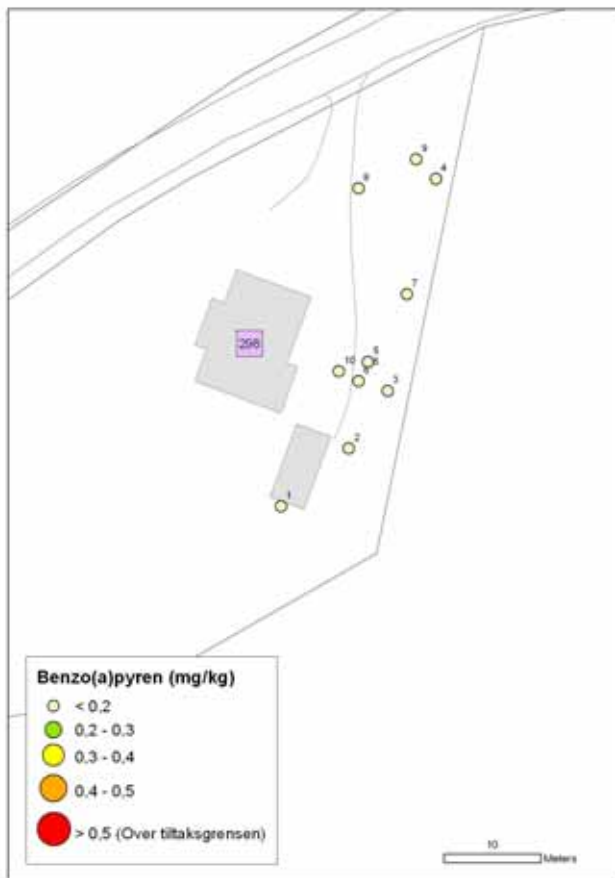 9
4
8
7
298
5
10
6
3
2
1
Benzo(a)pyren (mg/kg)
< 0,2
0,2 - 0,3
0,3 - 0,4
0,4 - 0,5
> 0,5 (Over tiltaksgrensen)
10
Meters